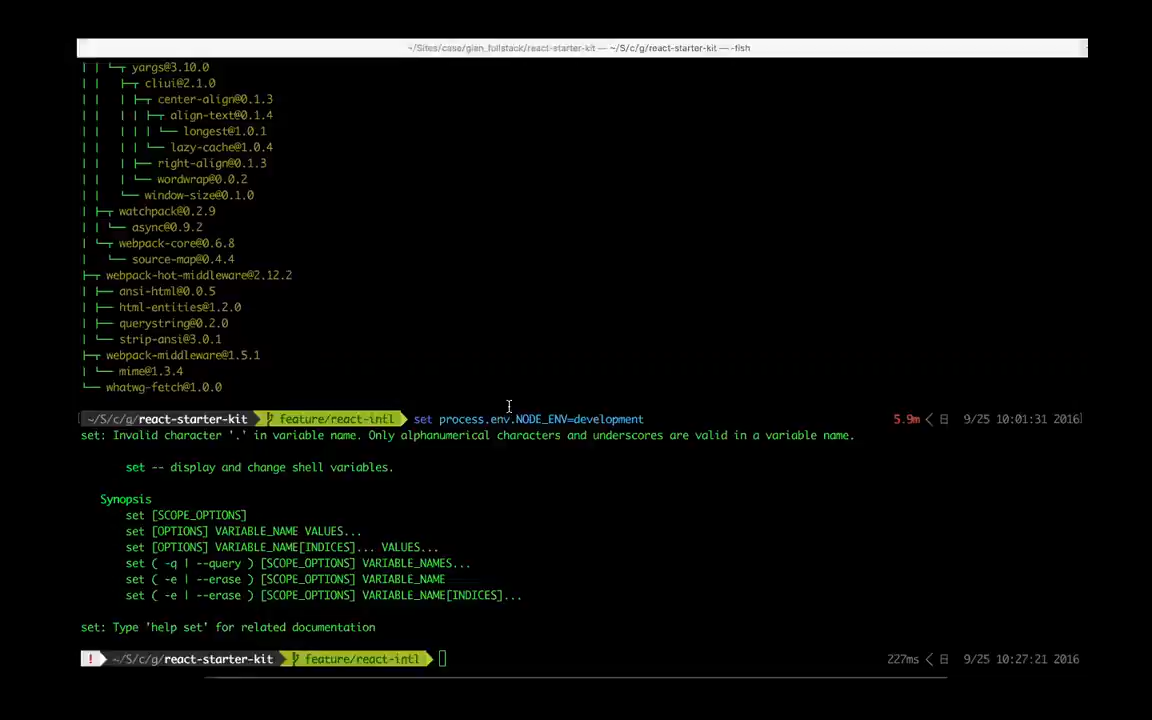 ~/Sites/case/gien_fullstack/react-starter-kit — ~/S/c/g/react-starter-kit — -fish
│ │ └─┬ yargs@3.10.0
│ │   ├─┬ cliui@2.1.0
│ │   │ ├─┬ center-align@0.1.3
│ │   │ │ ├─┬ align-text@0.1.4
│ │   │ │ │ └── longest@1.0.1
│ │   │ │ └── lazy-cache@1.0.4
│ │   │ ├── right-align@0.1.3
│ │   │ └── wordwrap@0.0.2
│ │   └── window-size@0.1.0
│ ├─┬ watchpack@0.2.9
│ │ └── async@0.9.2
│ └─┬ webpack-core@0.6.8
│   └── source-map@0.4.4
├─┬ webpack-hot-middleware@2.12.2
│ ├── ansi-html@0.0.5
│ ├── html-entities@1.2.0
│ ├── querystring@0.2.0
│ └── strip-ansi@3.0.1
├─┬ webpack-middleware@1.5.1
│ └── mime@1.3.4
└── whatwg-fetch@1.0.0
~/S/c/g/react-starter-kit feature/react-intl set process.env.NODE_ENV=development 5.9m 9/25 10:01:31 2016
set: Invalid character '.' in variable name. Only alphanumerical characters and underscores are valid in a variable name.
set -- display and change shell variables.
Synopsis
set [SCOPE_OPTIONS]
set [OPTIONS] VARIABLE_NAME VALUES...
set [OPTIONS] VARIABLE_NAME[INDICES]... VALUES...
set ( -q | --query ) [SCOPE_OPTIONS] VARIABLE_NAMES...
set ( -e | --erase ) [SCOPE_OPTIONS] VARIABLE_NAME
set ( -e | --erase ) [SCOPE_OPTIONS] VARIABLE_NAME[INDICES]...
set: Type 'help set' for related documentation
! ~/S/c/g/react-starter-kit feature/react-intl 227ms 9/25 10:27:21 2016